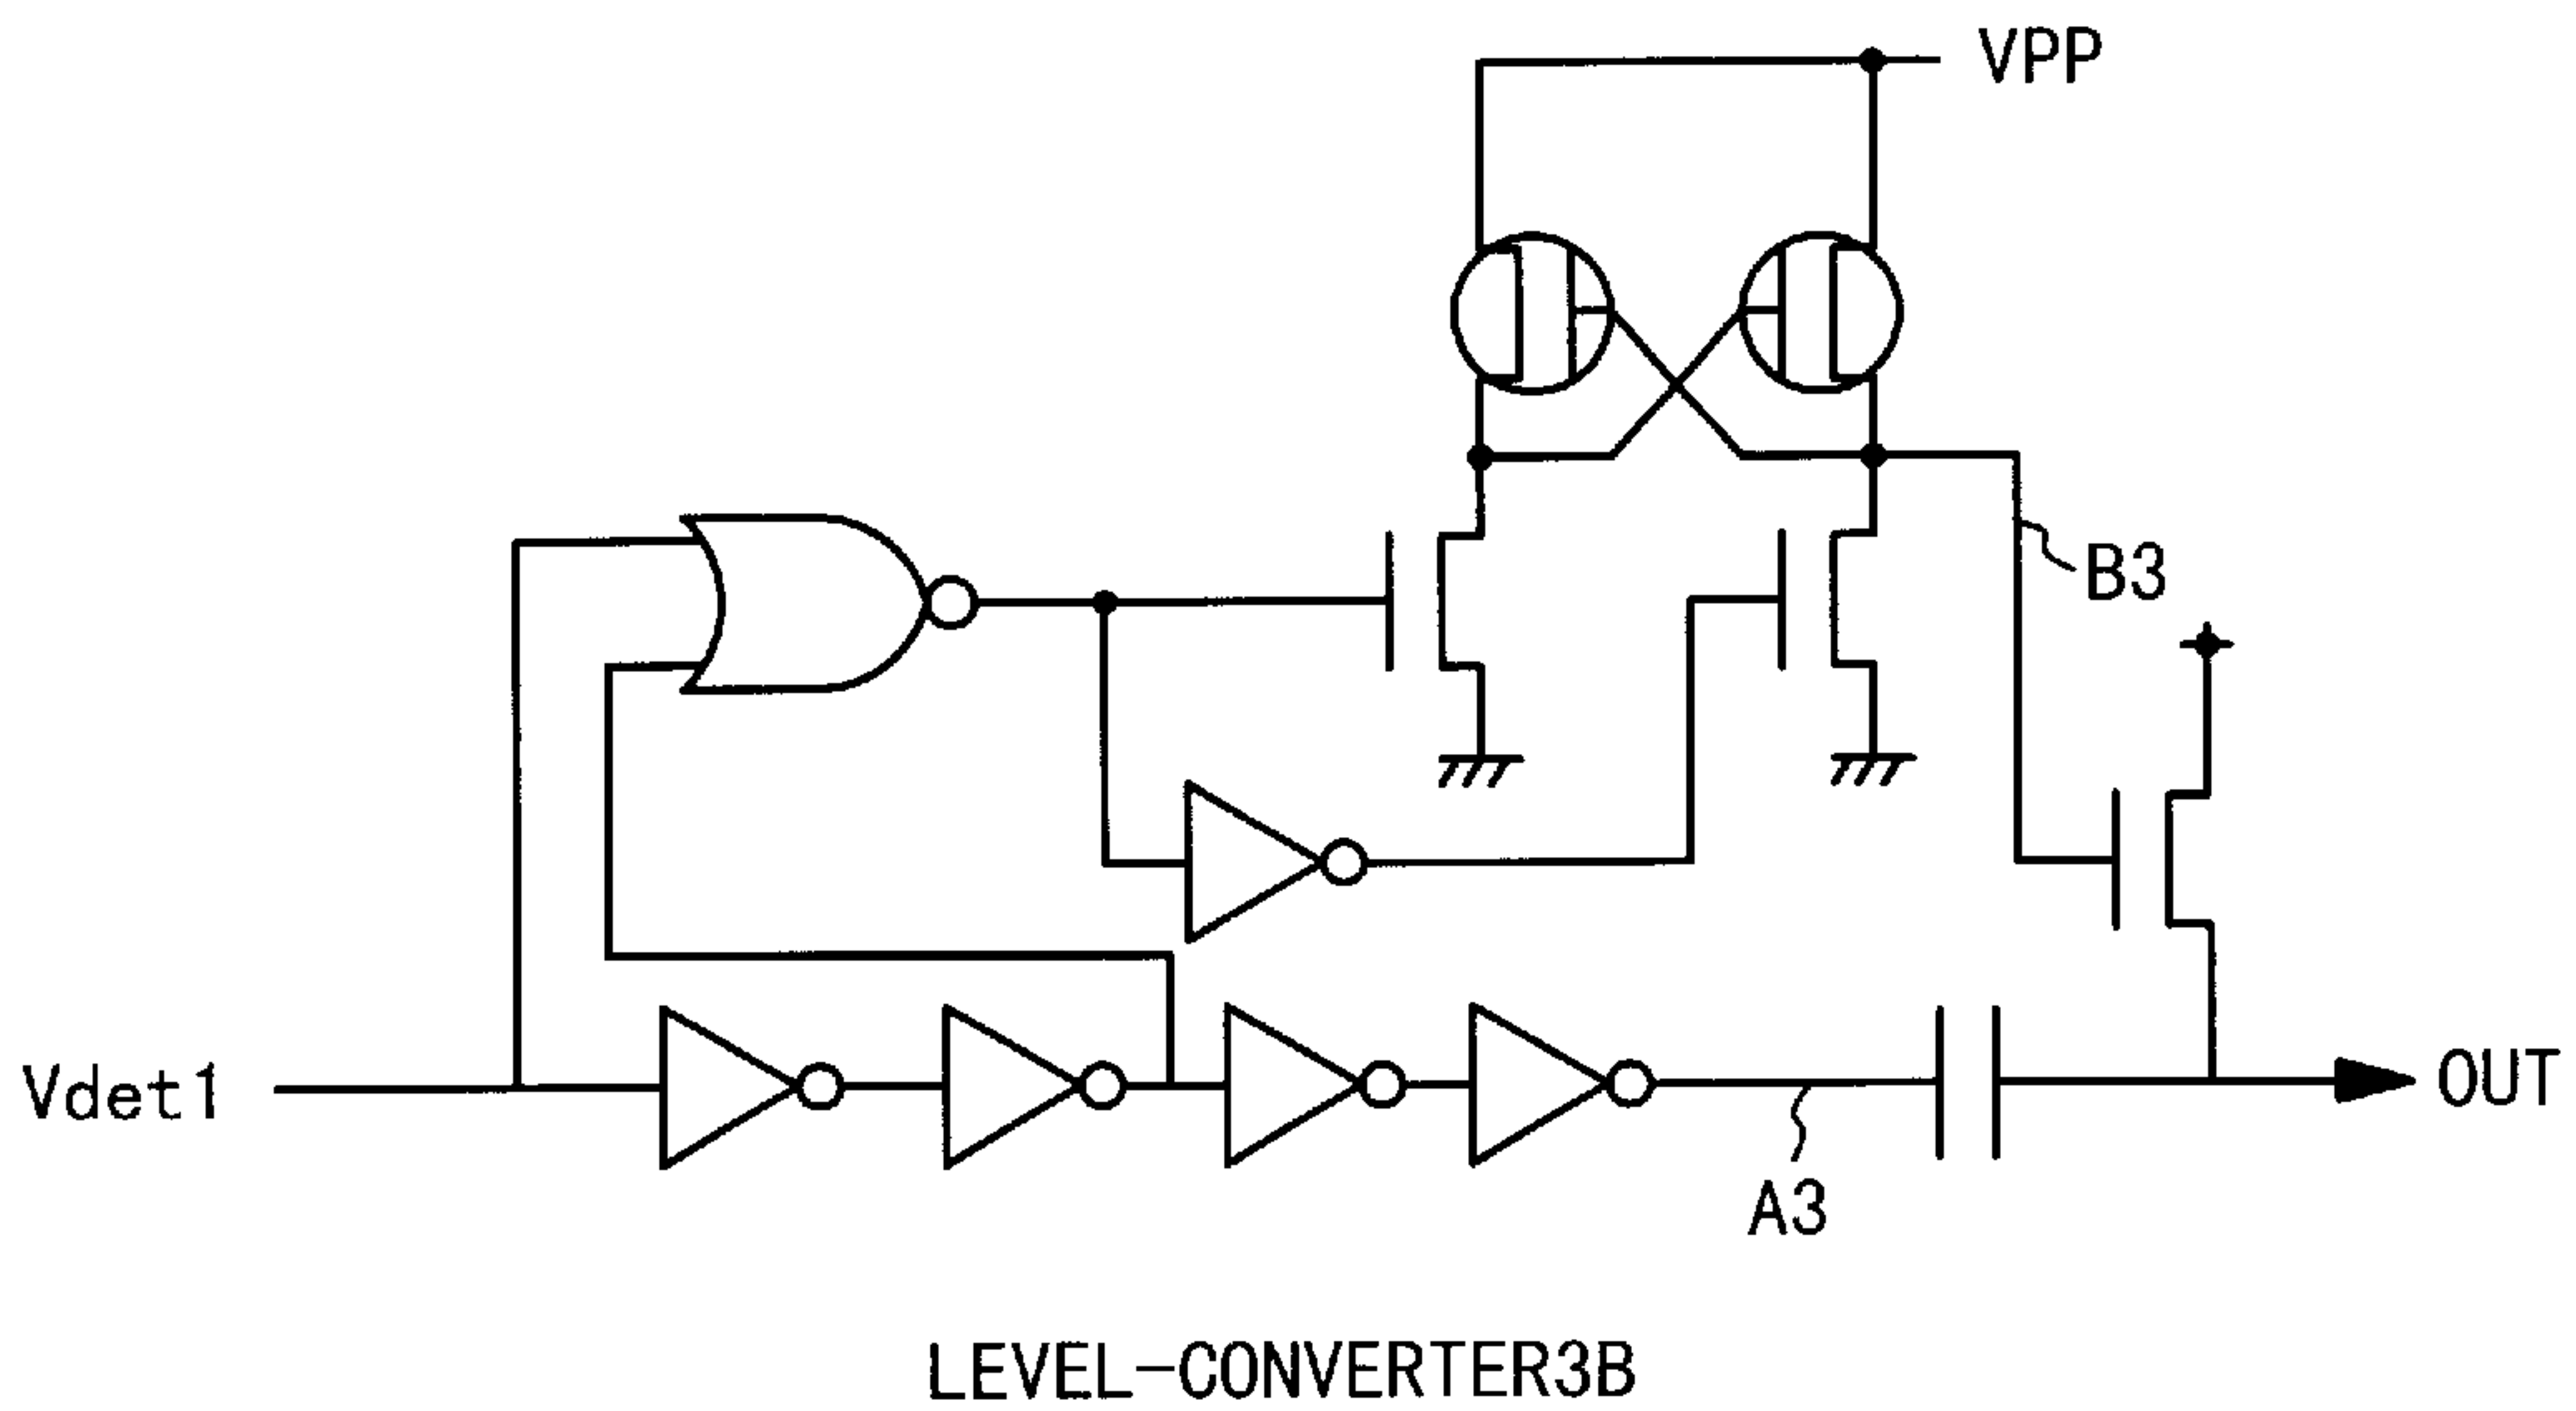 VPP
B3
Vdet1
OUT
A3
LEVEL-CONVERTER3B